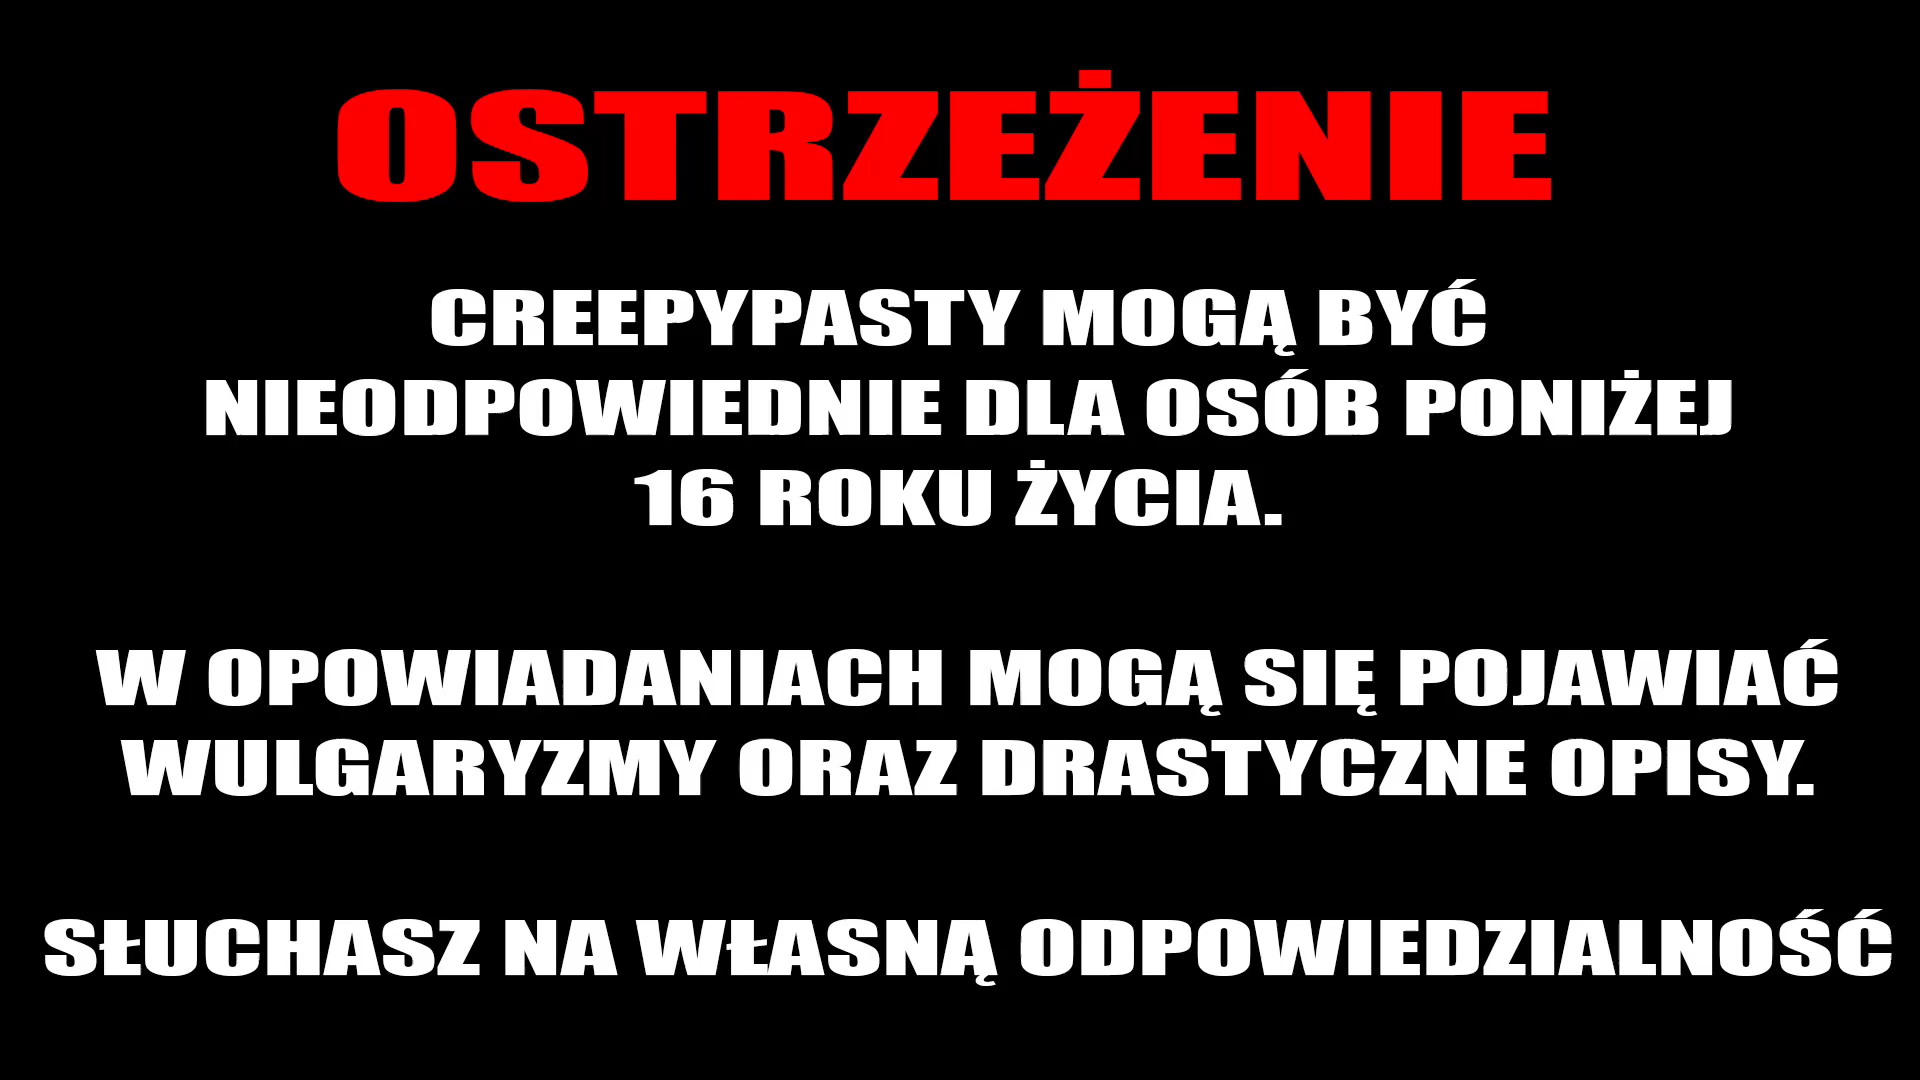 OSTRZEŻENIE
CREEPYPASTY MOGĄ BYĆ
NIEODPOWIEDNIE DLA OSÓB PONIŻEJ
16 ROKU ŻYCIA.
W OPOWIADANIACH MOGĄ SIĘ POJAWIAĆ
WULGARYZMY ORAZ DRASTYCZNE OPISY.
SŁUCHASZ NA WŁASNĄ ODPOWIEDZIALNOŚĆ